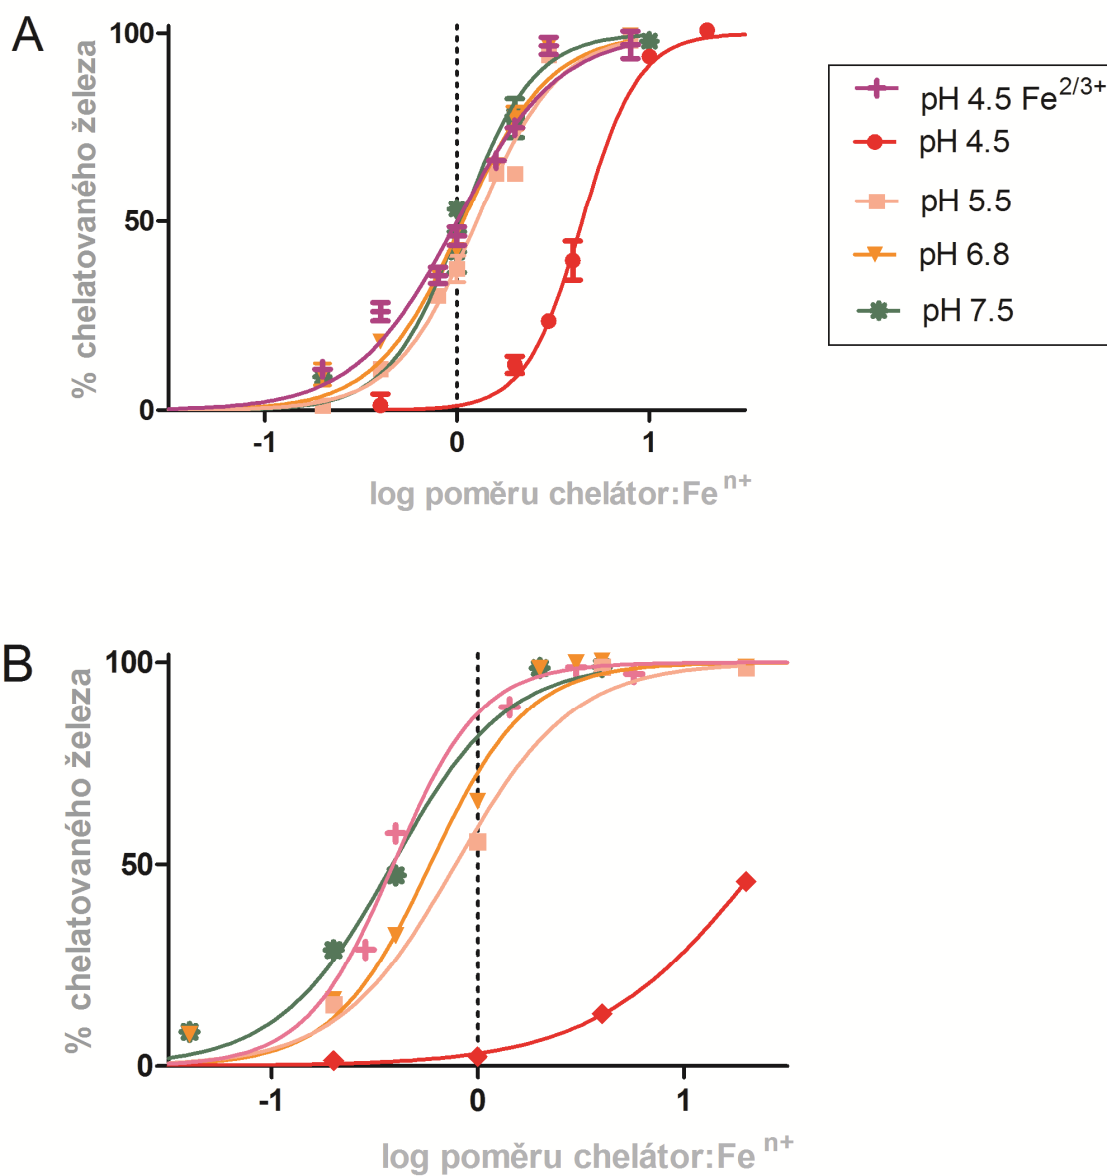 A
% chelatovaného železa
100
50
0
-1 0 1
log poměru chelátor:Fe n+
pH 4.5 Fe2/3+
pH 4.5
pH 5.5
pH 6.8
pH 7.5
B
% chelatovaného železa
100
50
0
-1 0 1
log poměru chelátor:Fe n+